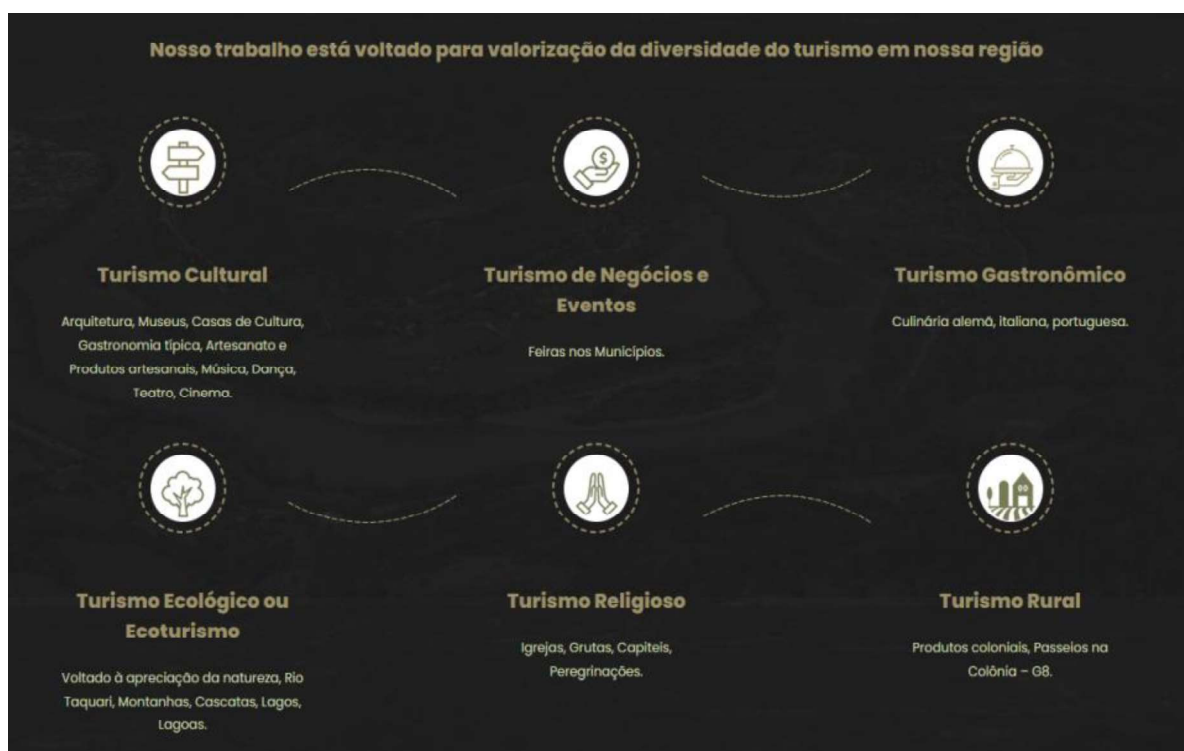 Nosso trabalho está voltado para valorização da diversidade do turismo em nossa região
Turismo Cultural
Arquitetura, Museus, Casas de Cultura,
Gastronomia típica, Artesanato e
Produtos artesanais, Música, Dança,
Teatro, Cinema.
Turismo de Negócios e
Eventos
Feiras nos Municípios.
Turismo Gastronômico
Culinária alemã, italiana, portuguesa.
Turismo Ecológico ou
Ecoturismo
Voltado à apreciação da natureza, Rio
Taquari, Montanhas, Cascatas, Lagos,
Lagoas.
Turismo Religioso
Igrejas, Grutas, Capiteis,
Peregrinações.
Turismo Rural
Produtos coloniais, Passeios na
Colônia – G8.